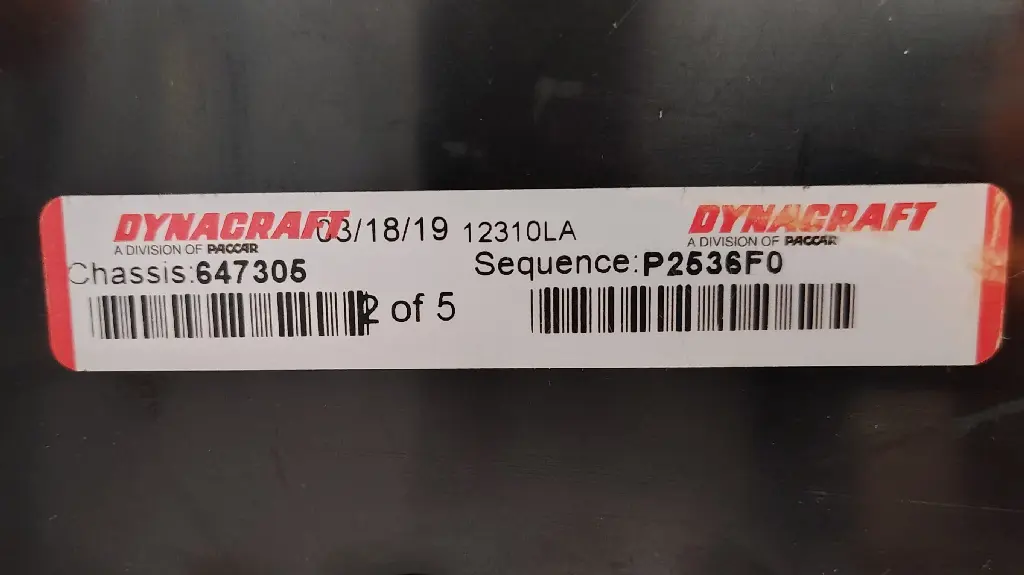 DYNACRAFT 03/18/19 12310LA DYNACRAFT
A DIVISION OF PACCAR A DIVISION OF PACCAR
Chassis:647305 Sequence:P2536F0
2 of 5